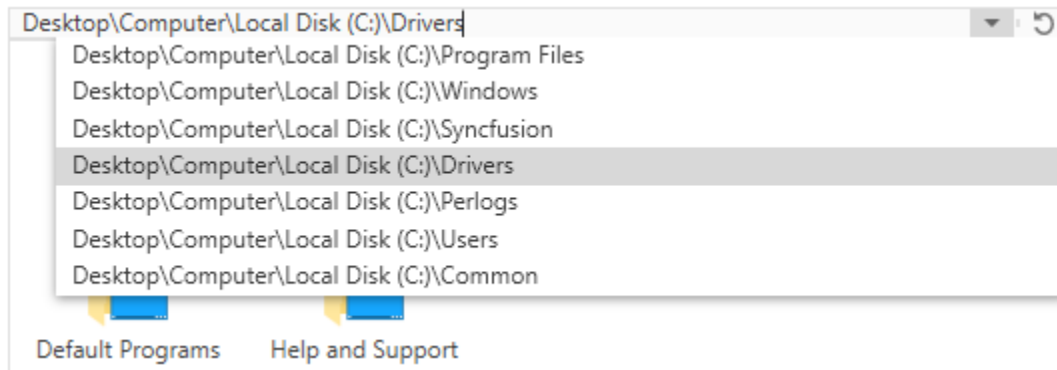 Desktop\Computer\Local Disk (C:)\Drivers
Desktop\Computer\Local Disk (C:)\Program Files
Desktop\Computer\Local Disk (C:)\Windows
Desktop\Computer\Local Disk (C:)\Syncfusion
Desktop\Computer\Local Disk (C:)\Drivers
Desktop\Computer\Local Disk (C:)\Perlogs
Desktop\Computer\Local Disk (C:)\Users
Desktop\Computer\Local Disk (C:)\Common
Default Programs Help and Support